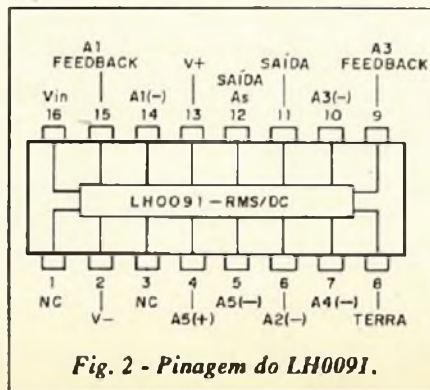 A1
FEEDBACK
V+
SAÍDA
A3
FEEDBACK
Vin
A1(-)
SAÍDA
As
A3(-)
16
15
14
13
12
11
10
9
LH0091-RMS/DC
1
2
3
4
5
6
7
8
NC
V-
NC
A5(+)
A5(-)
A2(-)
A4(-)
TERRA
Fig. 2 - Pinagem do LH0091.